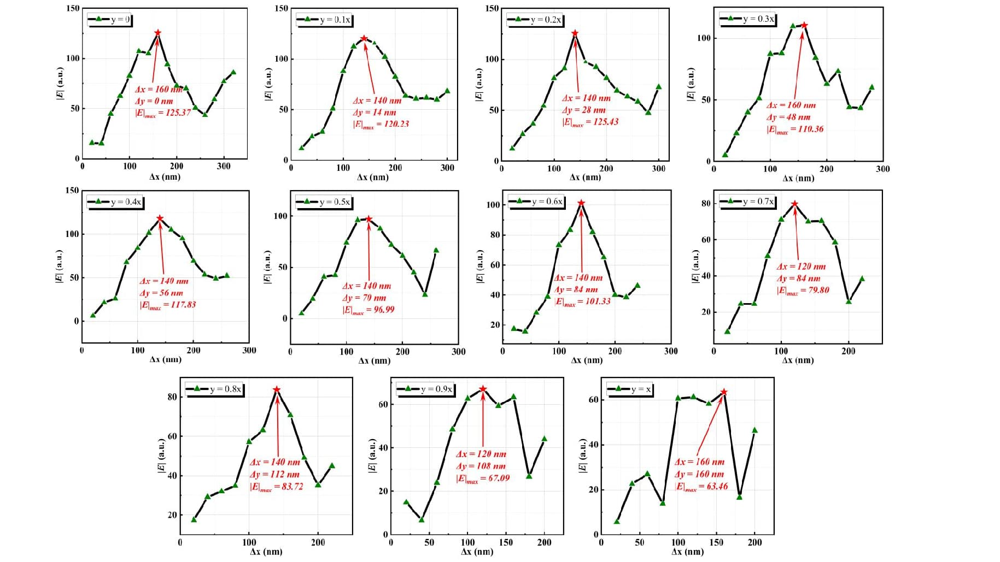 y = 0
150
100
50
0
|E| (a.u.)
Δx = 160 nm
Δy = 0 nm
|E|max = 125.37
0 100 200 300
Δx (nm)
y = 0.1x
150
100
50
0
|E| (a.u.)
Δx = 140 nm
Δy = 14 nm
|E|max = 120.23
0 100 200 300
Δx (nm)
y = 0.2x
150
100
50
0
|E| (a.u.)
Δx = 140 nm
Δy = 28 nm
|E|max = 125.43
0 100 200 300
Δx (nm)
y = 0.3x
100
50
0
|E| (a.u.)
Δx = 160 nm
Δy = 48 nm
|E|max = 110.36
0 100 200 300
Δx (nm)
y = 0.4x
150
100
50
0
|E| (a.u.)
Δx = 140 nm
Δy = 56 nm
|E|max = 117.83
0 100 200 300
Δx (nm)
y = 0.5x
100
50
0
|E| (a.u.)
Δx = 140 nm
Δy = 70 nm
|E|max = 96.99
0 100 200 300
Δx (nm)
y = 0.6x
100
80
60
40
20
|E| (a.u.)
Δx = 140 nm
Δy = 84 nm
|E|max = 101.33
0 100 200 300
Δx (nm)
y = 0.7x
80
60
40
20
|E| (a.u.)
Δx = 120 nm
Δy = 84 nm
|E|max = 79.80
0 100 200
Δx (nm)
y = 0.8x
80
60
40
20
|E| (a.u.)
Δx = 140 nm
Δy = 112 nm
|E|max = 83.72
0 100 200
Δx (nm)
y = 0.9x
60
40
20
0
|E| (a.u.)
Δx = 120 nm
Δy = 108 nm
|E|max = 67.09
0 50 100 150 200
Δx (nm)
y = x
60
40
20
0
|E| (a.u.)
Δx = 160 nm
Δy = 160 nm
|E|max = 63.46
0 50 100 150 200
Δx (nm)